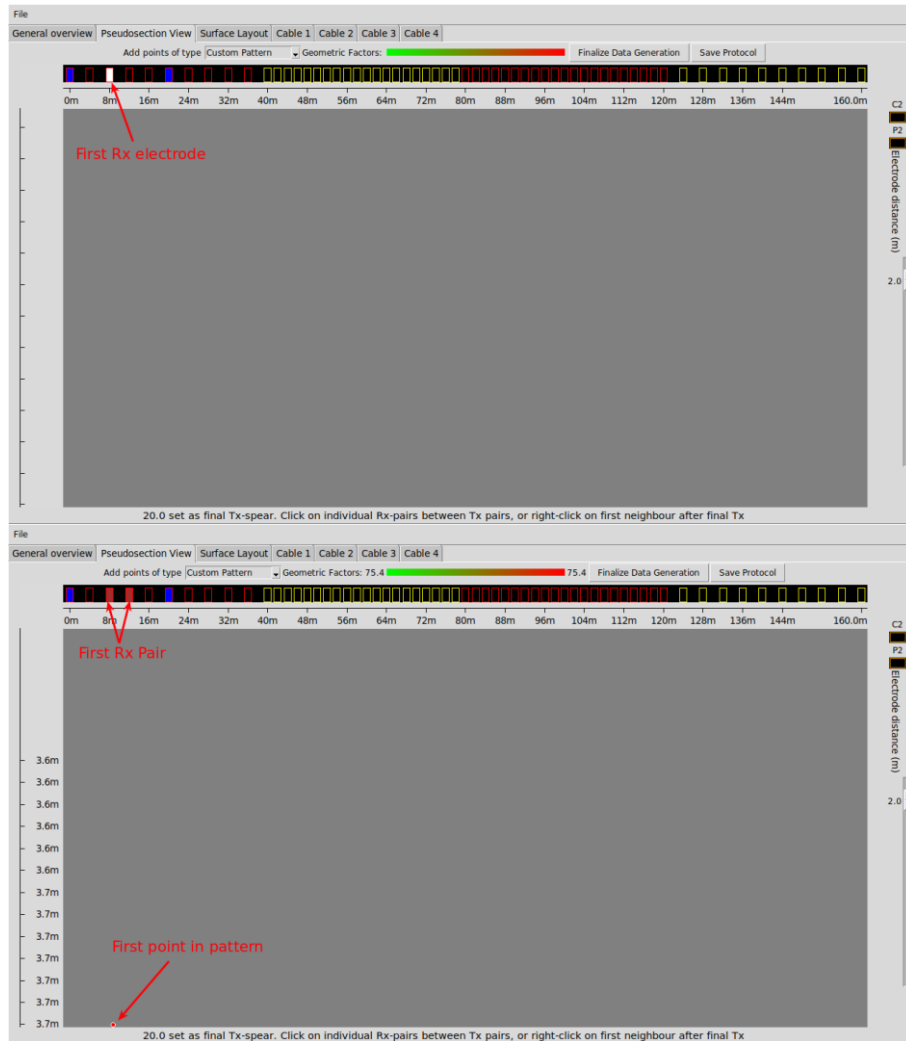 File
General overview Pseudosection View Surface Layout Cable 1 Cable 2 Cable 3 Cable 4
Add points of type Custom Pattern Geometric Factors: Finalize Data Generation Save Protocol
0m 8m 16m 24m 32m 40m 48m 56m 64m 72m 80m 88m 96m 104m 112m 120m 128m 136m 144m 160.0m
C2
P2
Electrode distance (m)
2.0
First Rx electrode
20.0 set as final Tx-spear. Click on individual Rx-pairs between Tx pairs, or right-click on first neighbour after final Tx
File
General overview Pseudosection View Surface Layout Cable 1 Cable 2 Cable 3 Cable 4
Add points of type Custom Pattern Geometric Factors: 75.4 75.4 Finalize Data Generation Save Protocol
0m 8m 16m 24m 32m 40m 48m 56m 64m 72m 80m 88m 96m 104m 112m 120m 128m 136m 144m 160.0m
C2
P2
Electrode distance (m)
2.0
First Rx Pair
3.6m
3.6m
3.6m
3.6m
3.6m
3.6m
3.7m
3.7m
3.7m
3.7m
3.7m
3.7m
3.7m
First point in pattern
20.0 set as final Tx-spear. Click on individual Rx-pairs between Tx pairs, or right-click on first neighbour after final Tx